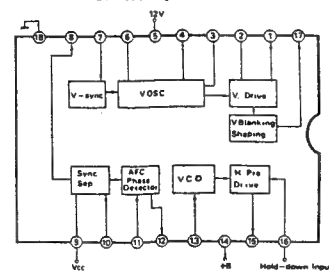 12V
18 8 7 6 5 4 3 2 1 17
V-sync
VOSC
V. Drive
V Blanking
Shaping
Sync
Sep
AFC
Phase
Detector
VCO
H. Pre
Drive
9 10 11 12 13 14 15 16
Vcc
+B
Hold-down Input